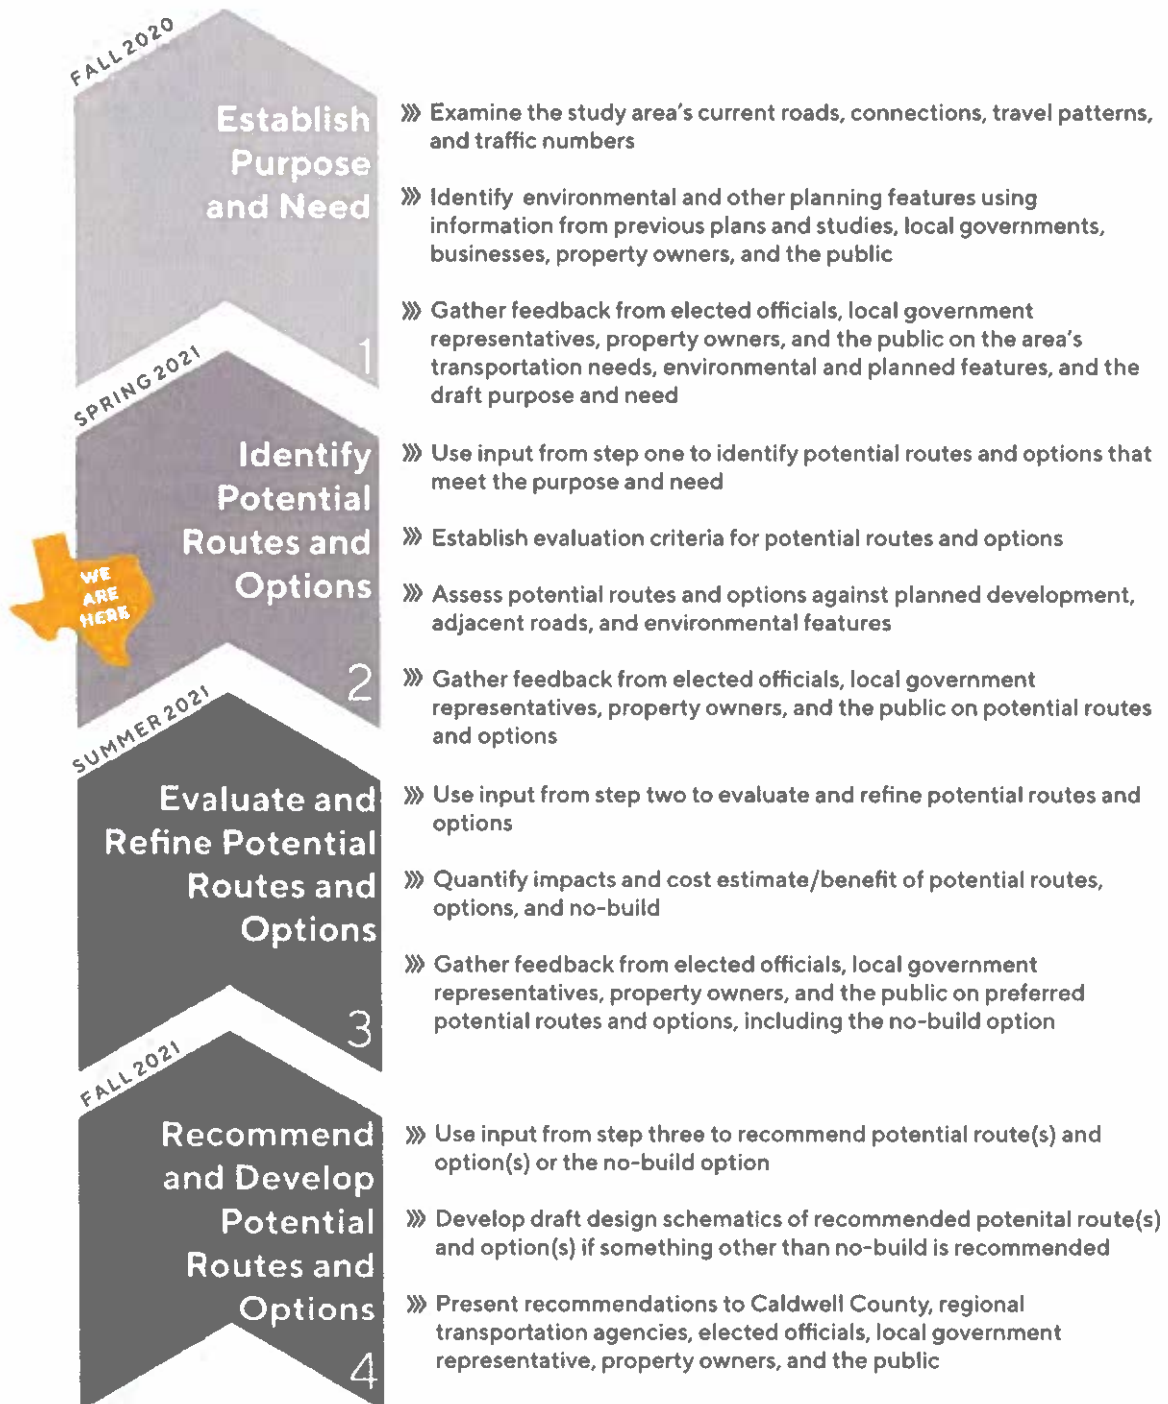 FALL 2020
Establish
Purpose
and Need
1
⟫ Examine the study area's current roads, connections, travel patterns,
and traffic numbers
⟫ Identify environmental and other planning features using
information from previous plans and studies, local governments,
businesses, property owners, and the public
⟫ Gather feedback from elected officials, local government
representatives, property owners, and the public on the area's
transportation needs, environmental and planned features, and the
draft purpose and need
SPRING 2021
Identify
Potential
Routes and
Options
2
WE
ARE
HERE
⟫ Use input from step one to identify potential routes and options that
meet the purpose and need
⟫ Establish evaluation criteria for potential routes and options
⟫ Assess potential routes and options against planned development,
adjacent roads, and environmental features
⟫ Gather feedback from elected officials, local government
representatives, property owners, and the public on potential routes
and options
SUMMER 2021
Evaluate and
Refine Potential
Routes and
Options
3
⟫ Use input from step two to evaluate and refine potential routes and
options
⟫ Quantify impacts and cost estimate/benefit of potential routes,
options, and no-build
⟫ Gather feedback from elected officials, local government
representatives, property owners, and the public on preferred
potential routes and options, including the no-build option
FALL 2021
Recommend
and Develop
Potential
Routes and
Options
4
⟫ Use input from step three to recommend potential route(s) and
option(s) or the no-build option
⟫ Develop draft design schematics of recommended potenital route(s)
and option(s) if something other than no-build is recommended
⟫ Present recommendations to Caldwell County, regional
transportation agencies, elected officials, local government
representative, property owners, and the public